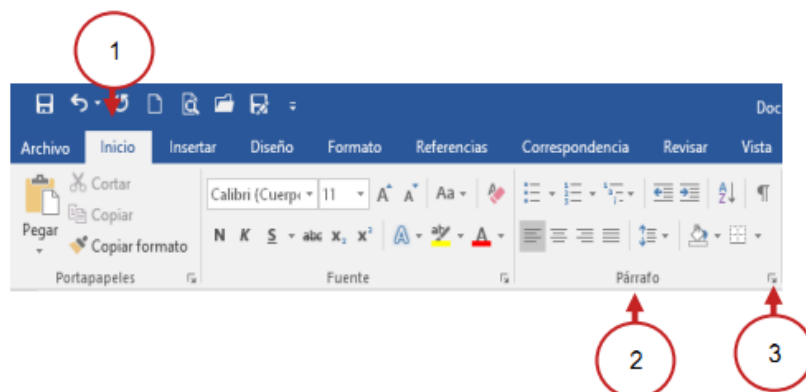 1
Doc
Archivo Inicio Insertar Diseño Formato Referencias Correspondencia Revisar Vista
Cortar
Copiar
Pegar
Copiar formato
Calibri (Cuerpo 11 A A Aa
N K S abc X₂ X² A aby A
Portapapeles Fuente Párrafo
2 3